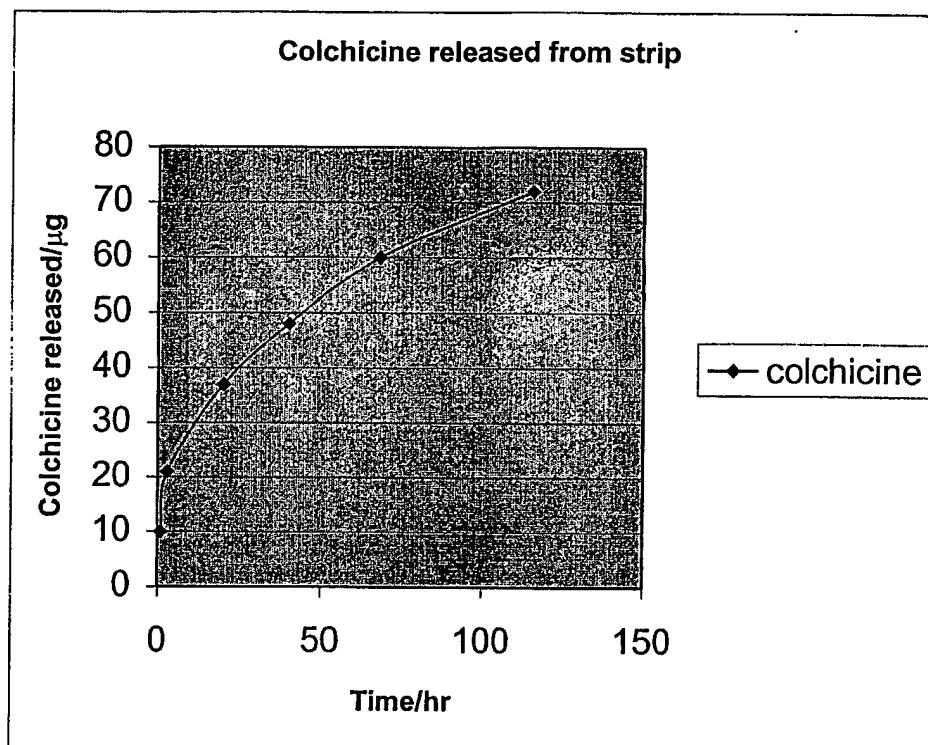 Colchicine released from strip
Colchicine released/µg
80
70
60
50
40
30
20
10
0
0 50 100 150
Time/hr
colchicine